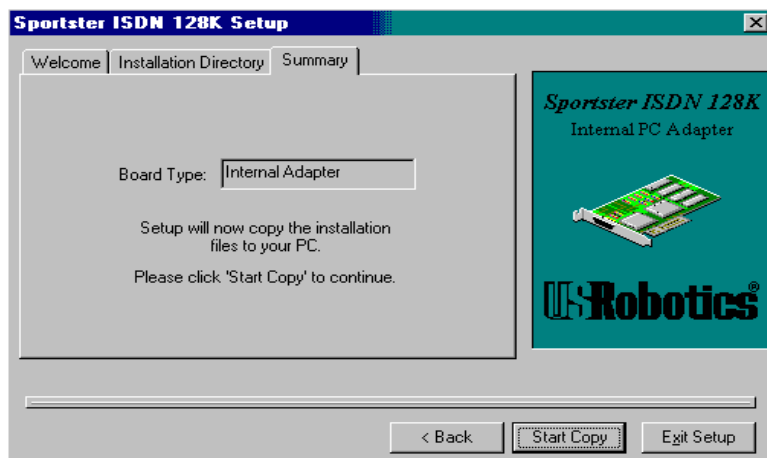 Sportster ISDN 128K Setup
Welcome
Installation Directory
Summary
Board Type: Internal Adapter
Setup will now copy the installation
files to your PC.
Please click 'Start Copy' to continue.
Sportster ISDN 128K
Internal PC Adapter
USRobotics®
< Back
Start Copy
Exit Setup